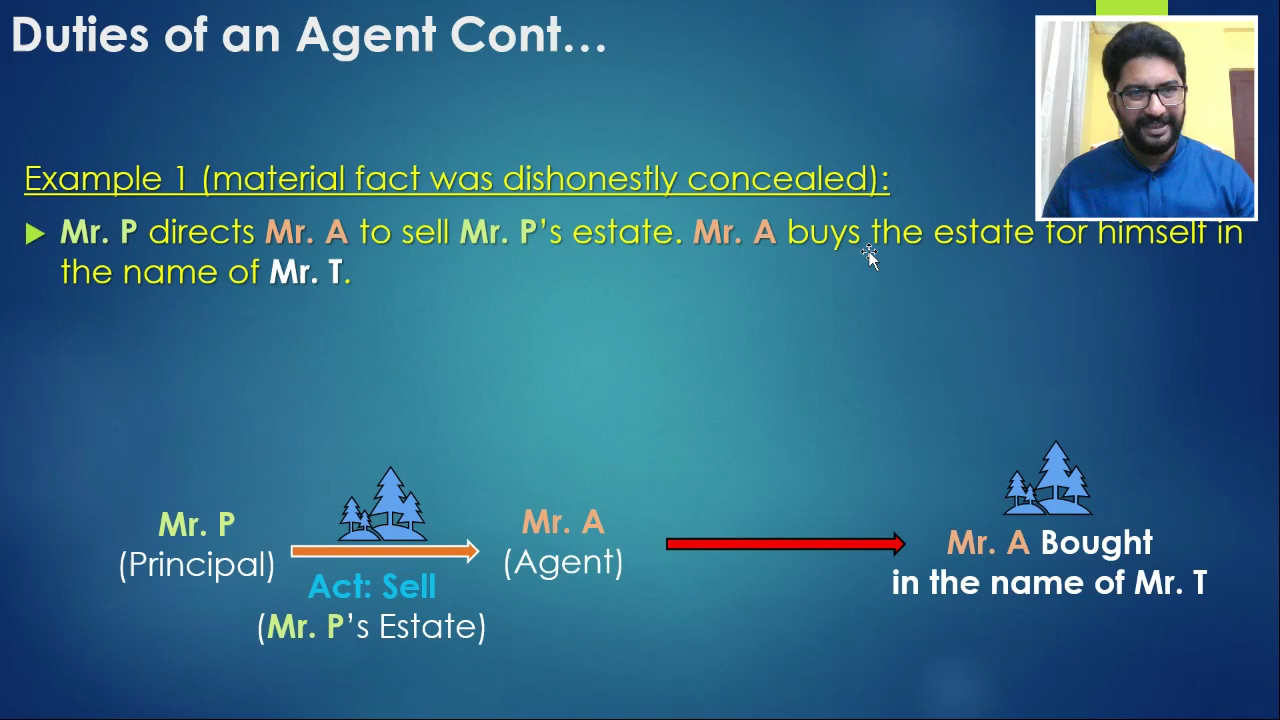 Duties of an Agent Cont…
Example 1 (material fact was dishonestly concealed):
Mr. P directs Mr. A to sell Mr. P’s estate. Mr. A buys the estate for himself in
the name of Mr. T.
Mr. P
(Principal)
Act: Sell
(Mr. P’s Estate)
Mr. A
(Agent)
Mr. A Bought
in the name of Mr. T